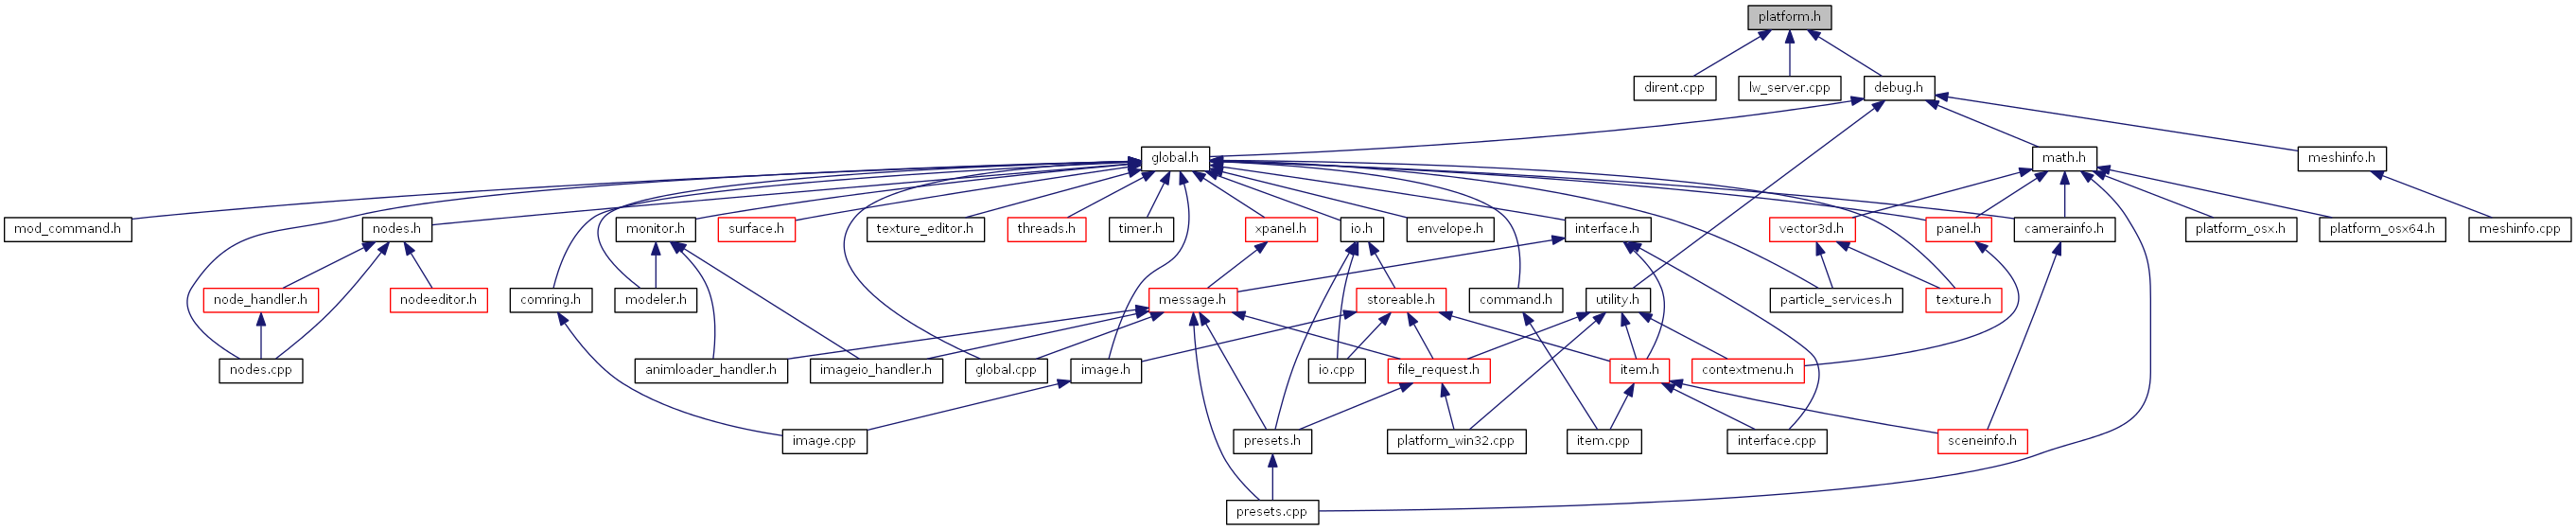 platform.h
dirent.cpp
lw_server.cpp
debug.h
global.h
math.h
meshinfo.h
mod_command.h
nodes.h
monitor.h
surface.h
texture_editor.h
threads.h
timer.h
xpanel.h
io.h
envelope.h
interface.h
vector3d.h
panel.h
camerainfo.h
platform_osx.h
platform_osx64.h
meshinfo.cpp
node_handler.h
nodeeditor.h
comring.h
modeler.h
message.h
storeable.h
command.h
utility.h
particle_services.h
texture.h
nodes.cpp
animloader_handler.h
imageio_handler.h
global.cpp
image.h
io.cpp
file_request.h
item.h
contextmenu.h
image.cpp
presets.h
platform_win32.cpp
item.cpp
interface.cpp
sceneinfo.h
presets.cpp